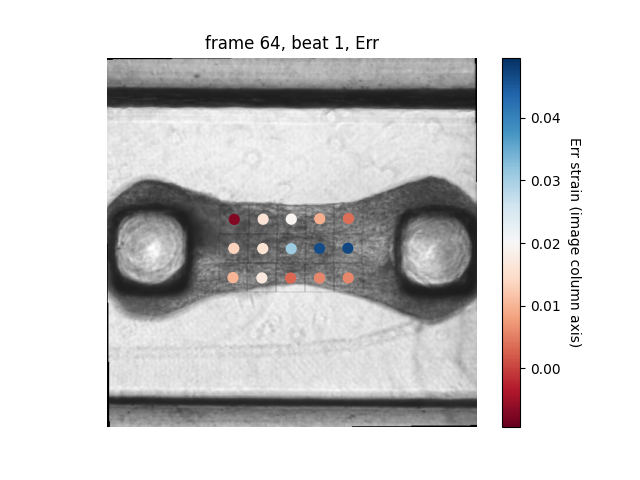 frame 64, beat 1, Err
0.04
0.03
0.02
0.01
0.00
Err strain (image column axis)